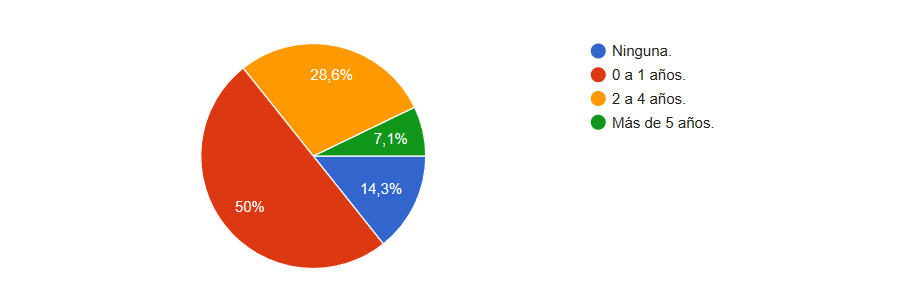 28,6%
7,1%
14,3%
50%
Ninguna.
0 a 1 años.
2 a 4 años.
Más de 5 años.